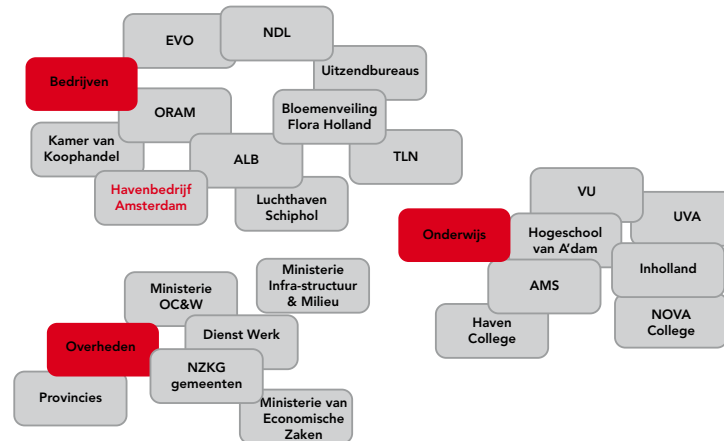 EVO
NDL
Bedrijven
Uitzendbureaus
ORAM
Bloemenveiling
Flora Holland
Kamer van
Koophandel
ALB
TLN
Havenbedrijf
Amsterdam
Luchthaven
Schiphol
VU
UVA
Onderwijs
Hogeschool
van A'dam
Inholland
AMS
Haven
College
NOVA
College
Ministerie
OC&W
Ministerie
Infra-structuur
& Milieu
Overheden
Dienst Werk
NZKG
gemeenten
Provincies
Ministerie van
Economische
Zaken